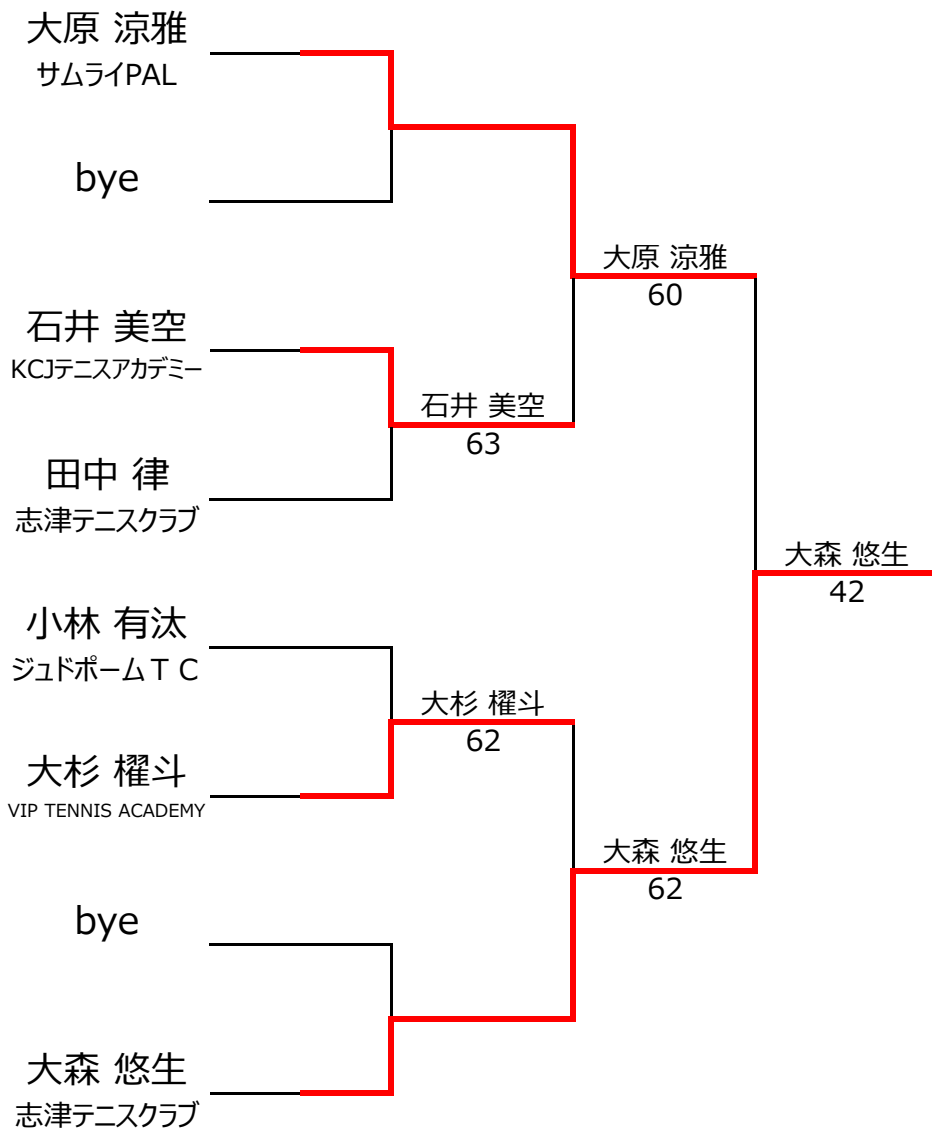 大原 涼雅
サムライPAL
bye
大原 涼雅
60
石井 美空
KCJテニスアカデミー
石井 美空
63
田中 律
志津テニスクラブ
大森 悠生
42
小林 有汰
ジュドポームＴＣ
大杉 櫂斗
62
大杉 櫂斗
VIP TENNIS ACADEMY
大森 悠生
62
bye
大森 悠生
志津テニスクラブ